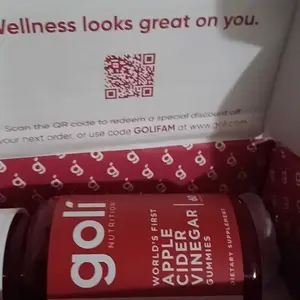 Wellness looks great on you.
Scan the QR code to redeem a special discount off
your next order, or use code GOLIFAM at www.goli.com
goli
NUTRITION
WORLD'S FIRST
APPLE
CIDER
VINEGAR
GUMMIES
DIETARY SUPPLEMENT